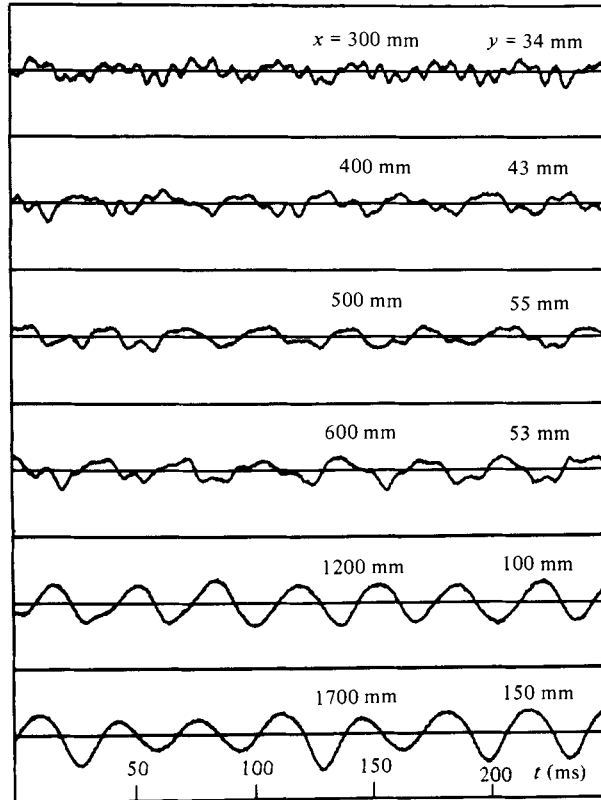 x = 300 mm y = 34 mm
400 mm 43 mm
500 mm 55 mm
600 mm 53 mm
1200 mm 100 mm
1700 mm 150 mm
50 100 150 200 t (ms)